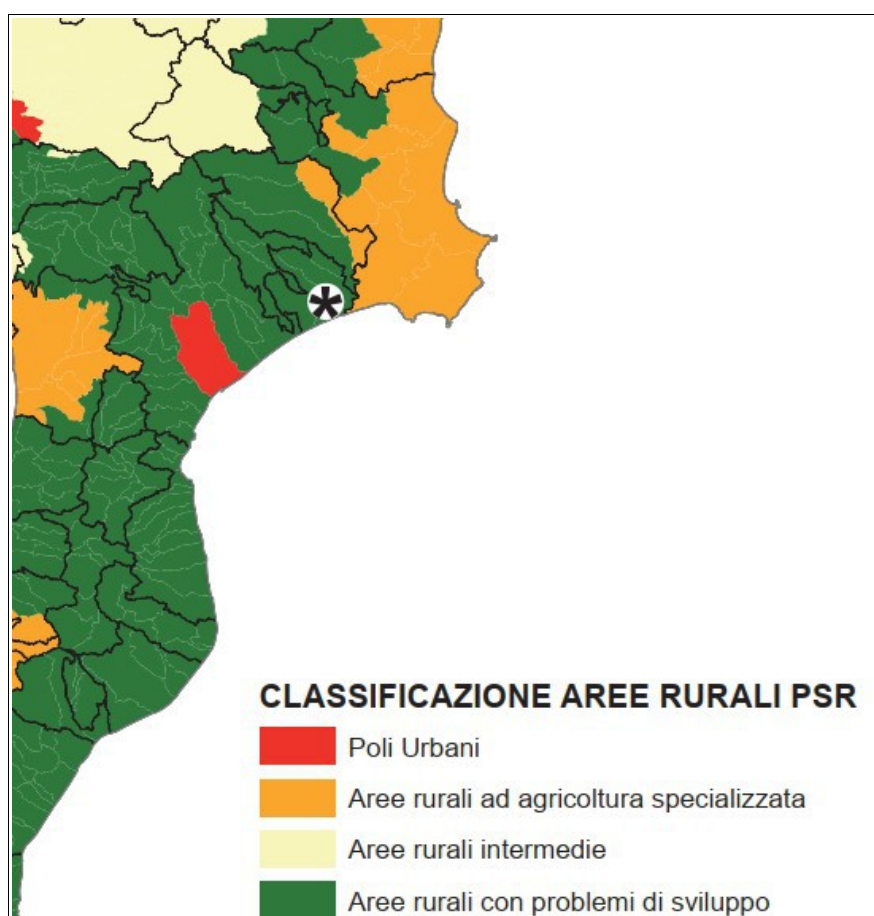 CLASSIFICAZIONE AREE RURALI PSR
Poli Urbani
Aree rurali ad agricoltura specializzata
Aree rurali intermedie
Aree rurali con problemi di sviluppo